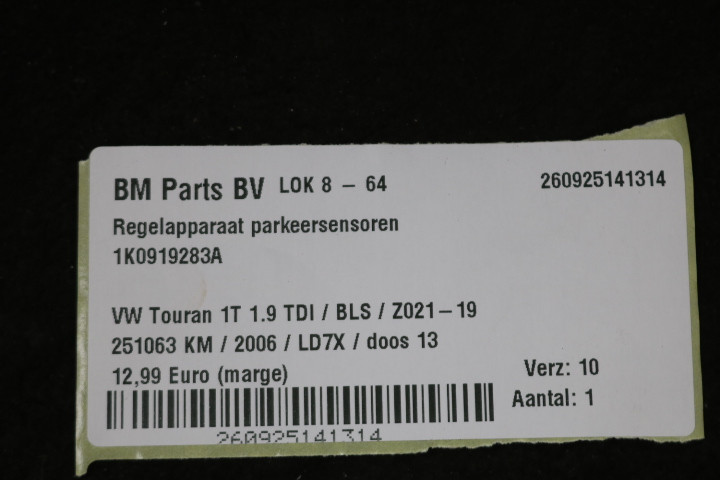 BM Parts BV LOK 8 - 64 260925141314
Regelapparaat parkeersensoren
1K0919283A
VW Touran 1T 1.9 TDI / BLS / Z021-19
251063 KM / 2006 / LD7X / doos 13
12,99 Euro (marge) Verz: 10
Aantal: 1
260925141314